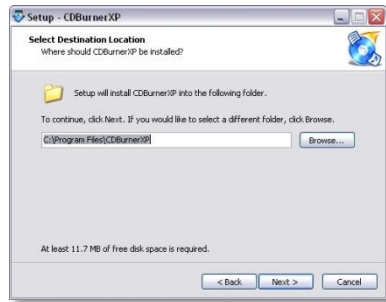 Setup - CDBurnerXP
Select Destination Location
Where should CDBurnerXP be installed?
Setup will install CDBurnerXP into the following folder.
To continue, click Next. If you would like to select a different folder, click Browse.
C:\Program Files\CDBurnerXP
Browse...
At least 11.7 MB of free disk space is required.
< Back
Next >
Cancel